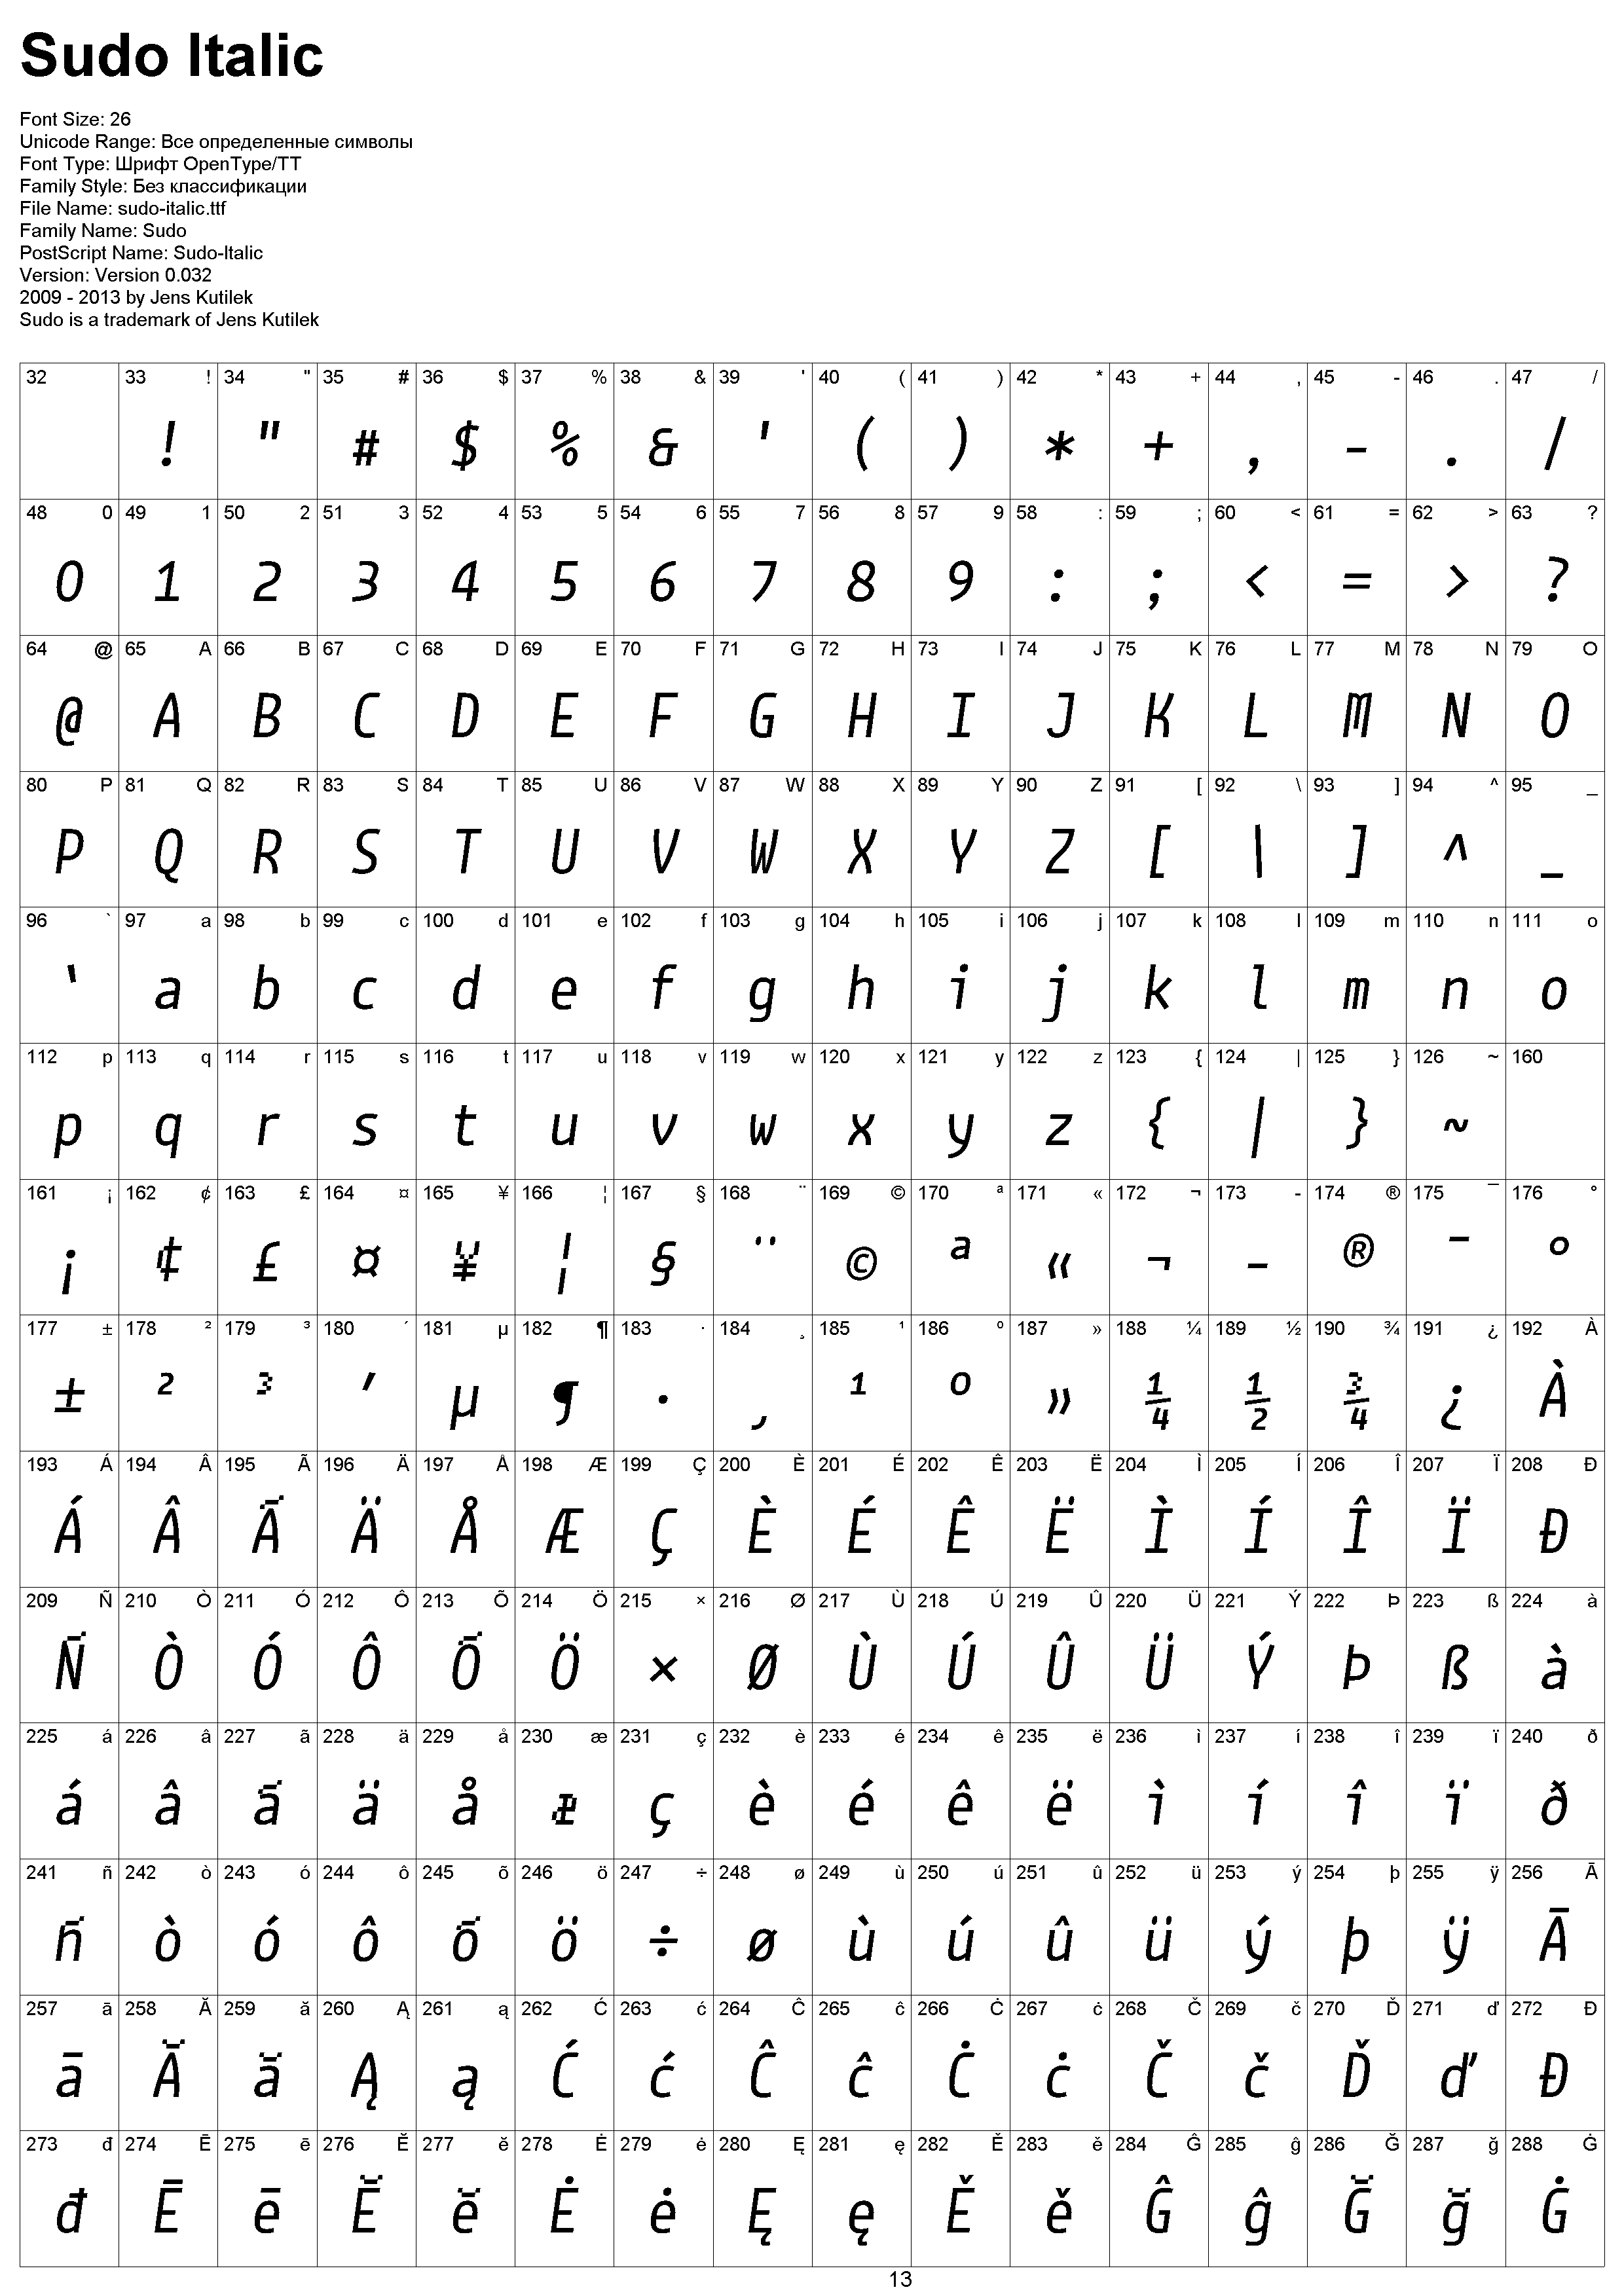 Sudo Italic
Font Size: 26
Unicode Range: Все определенные символы
Font Type: Шрифт OpenType/TT
Family Style: Без классификации
File Name: sudo-italic.ttf
Family Name: Sudo
PostScript Name: Sudo-Italic
Version: Version 0.032
2009 - 2013 by Jens Kutilek
Sudo is a trademark of Jens Kutilek
32 33 ! 34 " 35 # 36 $ 37 % 38 & 39 ' 40 ( 41 ) 42 * 43 + 44 , 45 - 46 . 47 /
! " # $ % & ' ( ) * + , - . /
48 0 49 1 50 2 51 3 52 4 53 5 54 6 55 7 56 8 57 9 58 : 59 ; 60 < 61 = 62 > 63 ?
0 1 2 3 4 5 6 7 8 9 : ; < = > ?
64 @ 65 A 66 B 67 C 68 D 69 E 70 F 71 G 72 H 73 I 74 J 75 K 76 L 77 M 78 N 79 O
@ A B C D E F G H I J K L M N O
80 P 81 Q 82 R 83 S 84 T 85 U 86 V 87 W 88 X 89 Y 90 Z 91 [ 92 \ 93 ] 94 ^ 95 _
P Q R S T U V W X Y Z [ \ ] ^ _
96 ` 97 a 98 b 99 c 100 d 101 e 102 f 103 g 104 h 105 i 106 j 107 k 108 l 109 m 110 n 111 o
` a b c d e f g h i j k l m n o
112 p 113 q 114 r 115 s 116 t 117 u 118 v 119 w 120 x 121 y 122 z 123 { 124 | 125 } 126 ~ 160
p q r s t u v w x y z { | } ~
161 ¡ 162 ¢ 163 £ 164 ¤ 165 ¥ 166 ¦ 167 § 168 ¨ 169 © 170 ª 171 « 172 ¬ 173 - 174 ® 175 ¯ 176 °
¡ ¢ £ ¤ ¥ ¦ § ¨ © ª « ¬ - ® ¯ °
177 ± 178 ² 179 ³ 180 ´ 181 µ 182 ¶ 183 · 184 ¸ 185 ¹ 186 º 187 » 188 ¼ 189 ½ 190 ¾ 191 ¿ 192 À
± ² ³ ´ µ ¶ · ¸ ¹ º » ¼ ½ ¾ ¿ À
193 Á 194 Â 195 Ã 196 Ä 197 Å 198 Æ 199 Ç 200 È 201 É 202 Ê 203 Ë 204 Ì 205 Í 206 Î 207 Ï 208 Ð
Á Â Ã Ä Å Æ Ç È É Ê Ë Ì Í Î Ï Ð
209 Ñ 210 Ò 211 Ó 212 Ô 213 Õ 214 Ö 215 × 216 Ø 217 Ù 218 Ú 219 Û 220 Ü 221 Ý 222 Þ 223 ß 224 à
Ñ Ò Ó Ô Õ Ö × Ø Ù Ú Û Ü Ý Þ ß à
225 á 226 â 227 ã 228 ä 229 å 230 æ 231 ç 232 è 233 é 234 ê 235 ë 236 ì 237 í 238 î 239 ï 240 ð
á â ã ä å æ ç è é ê ë ì í î ï ð
241 ñ 242 ò 243 ó 244 ô 245 õ 246 ö 247 ÷ 248 ø 249 ù 250 ú 251 û 252 ü 253 ý 254 þ 255 ÿ 256 Ā
ñ ò ó ô õ ö ÷ ø ù ú û ü ý þ ÿ Ā
257 ā 258 Ă 259 ă 260 Ą 261 ą 262 Ć 263 ć 264 Ĉ 265 ĉ 266 Ċ 267 ċ 268 Č 269 č 270 Ď 271 ď 272 Đ
ā Ă ă Ą ą Ć ć Ĉ ĉ Ċ ċ Č č Ď ď Đ
273 đ 274 Ē 275 ē 276 Ĕ 277 ĕ 278 Ė 279 ė 280 Ę 281 ę 282 Ě 283 ě 284 Ĝ 285 ĝ 286 Ğ 287 ğ 288 Ġ
đ Ē ē Ĕ ĕ Ė ė Ę ę Ě ě Ĝ ĝ Ğ ğ Ġ
13